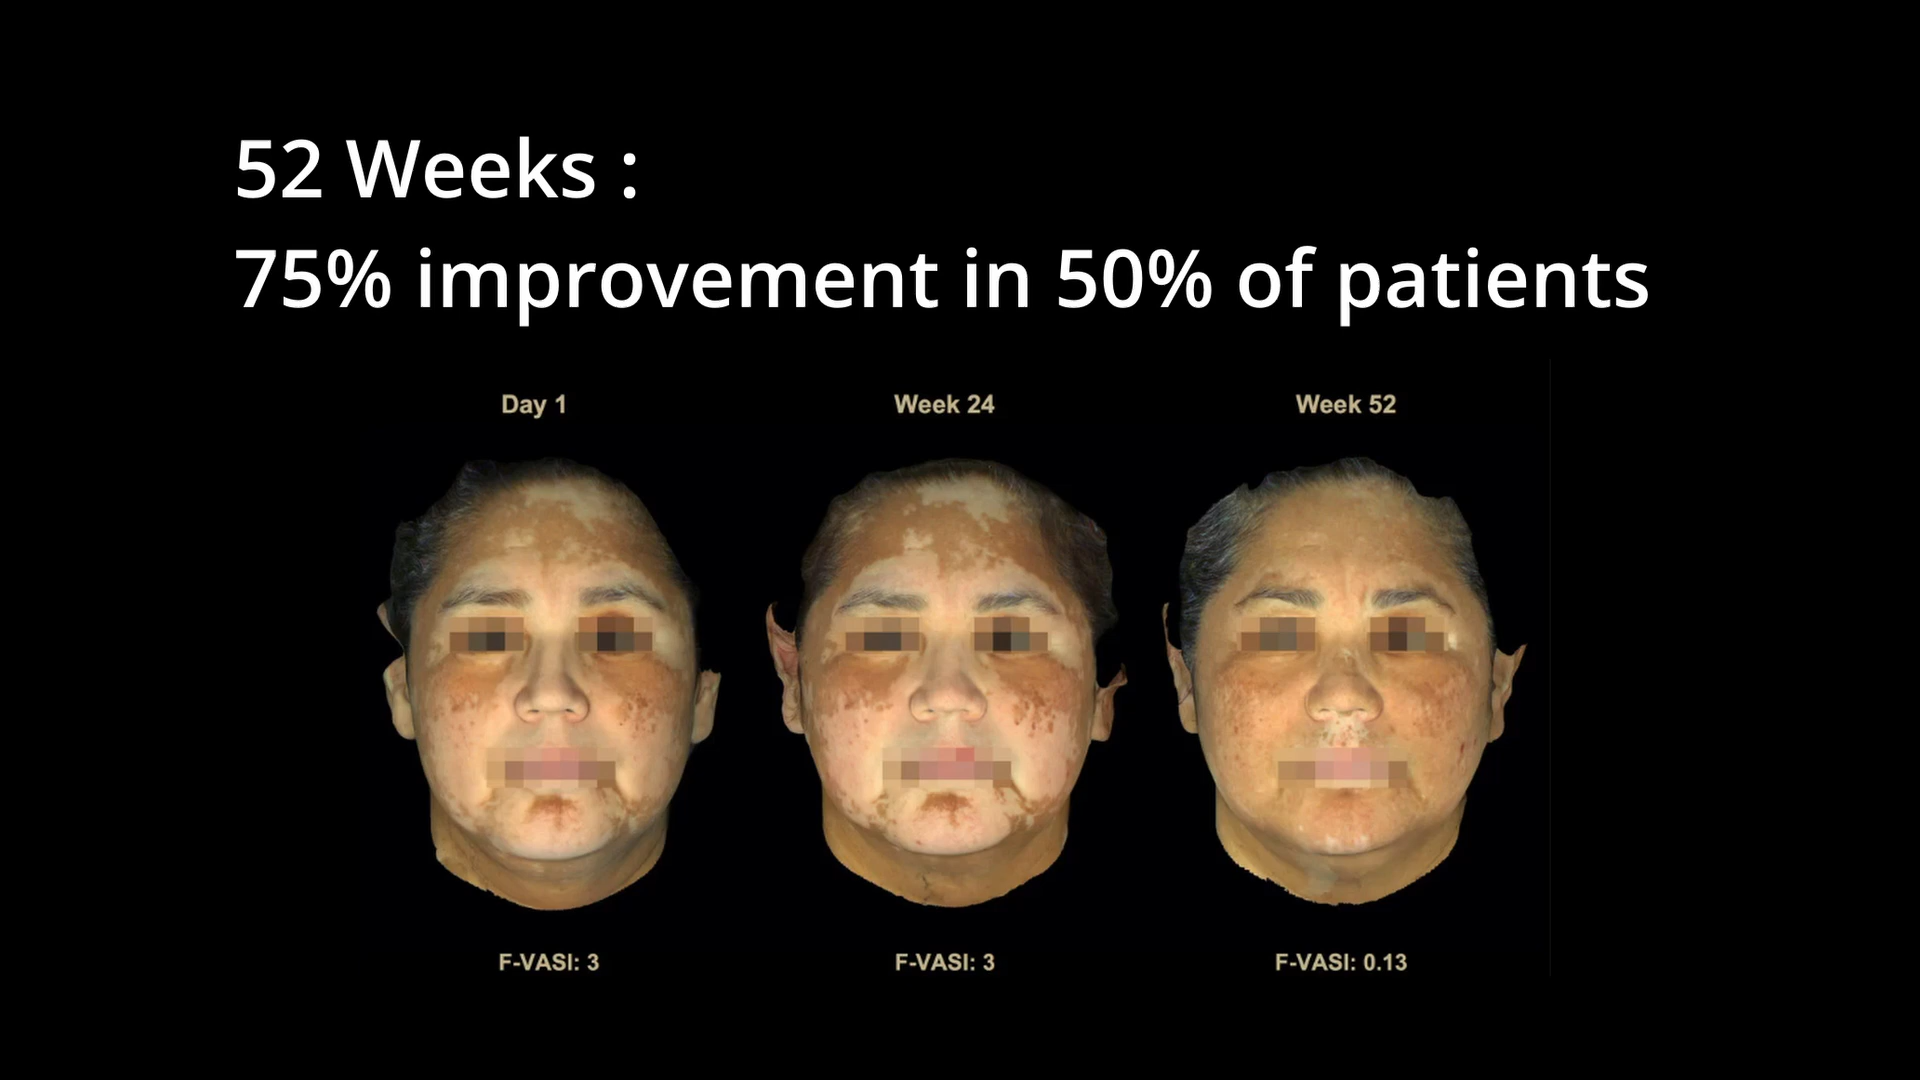 52 Weeks :
75% improvement in 50% of patients
Day 1
Week 24
Week 52
F-VASI: 3
F-VASI: 3
F-VASI: 0.13